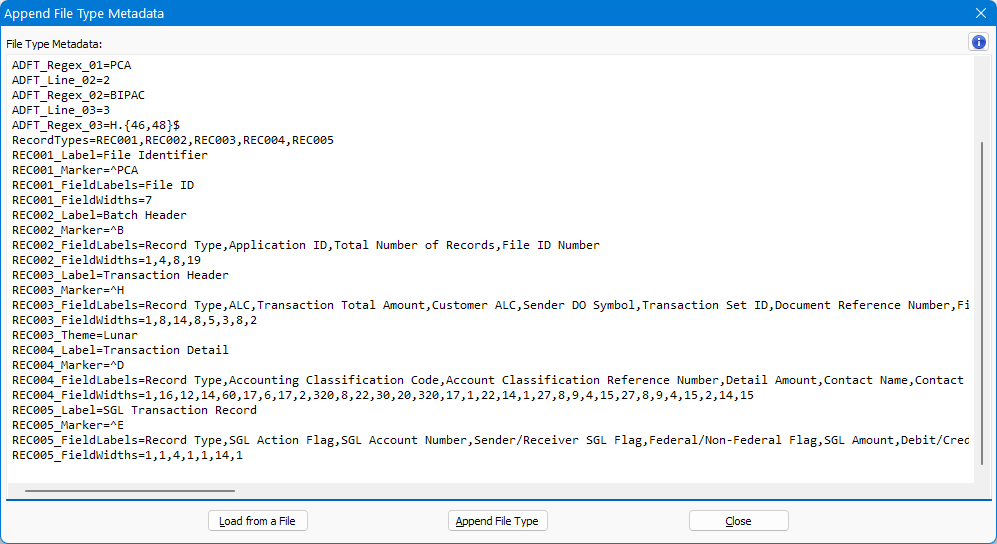 Append File Type Metadata
File Type Metadata:
ADFT_Regex_01=PCA
ADFT_Line_02=2
ADFT_Regex_02=BIPAC
ADFT_Line_03=3
ADFT_Regex_03=H.{46,48}$
RecordTypes=REC001,REC002,REC003,REC004,REC005
REC001_Label=File Identifier
REC001_Marker=^PCA
REC001_FieldLabels=File ID
REC001_FieldWidths=7
REC002_Label=Batch Header
REC002_Marker=^B
REC002_FieldLabels=Record Type,Application ID,Total Number of Records,File ID Number
REC002_FieldWidths=1,4,8,19
REC003_Label=Transaction Header
REC003_Marker=^H
REC003_FieldLabels=Record Type,ALC,Transaction Total Amount,Customer ALC,Sender DO Symbol,Transaction Set ID,Document Reference Number,Fi
REC003_FieldWidths=1,8,14,8,5,3,8,2
REC003_Theme=Lunar
REC004_Label=Transaction Detail
REC004_Marker=^D
REC004_FieldLabels=Record Type,Accounting Classification Code,Account Classification Reference Number,Detail Amount,Contact Name,Contact
REC004_FieldWidths=1,16,12,14,60,17,6,17,2,320,8,22,30,20,320,17,1,22,14,1,27,8,9,4,15,27,8,9,4,15,2,14,15
REC005_Label=SGL Transaction Record
REC005_Marker=^E
REC005_FieldLabels=Record Type,SGL Action Flag,SGL Account Number,Sender/Receiver SGL Flag,Federal/Non-Federal Flag,SGL Amount,Debit/Cred
REC005_FieldWidths=1,1,4,1,1,14,1
Load from a File
Append File Type
Close